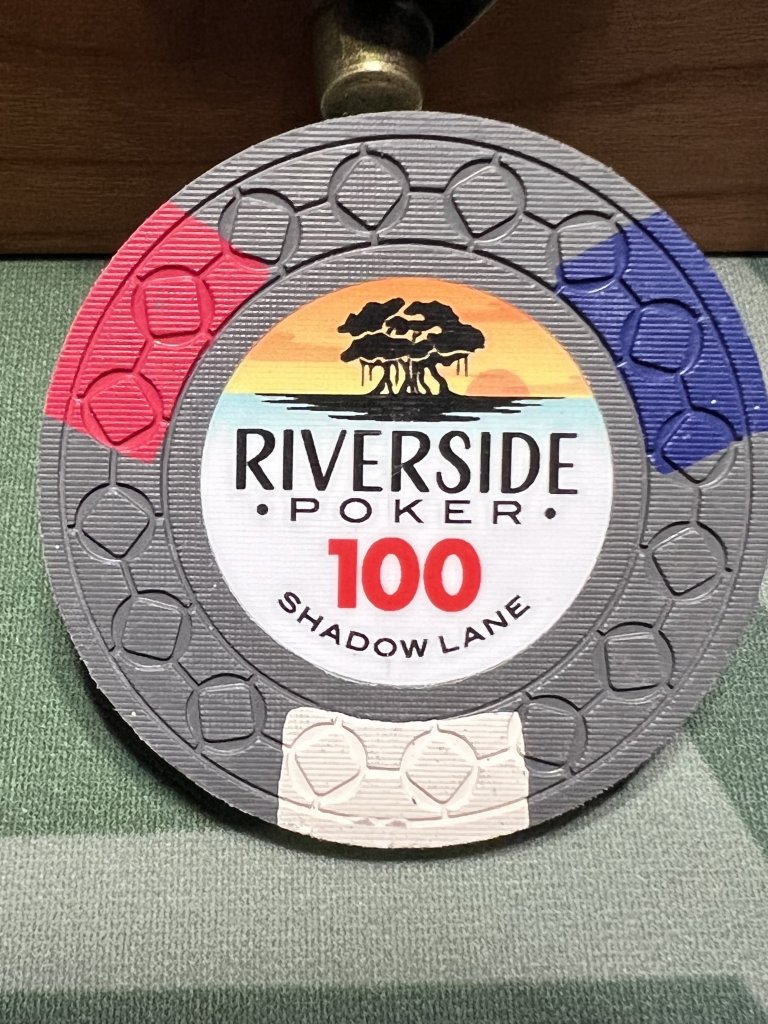 RIVERSIDE
• POKER •
100
SHADOW LANE